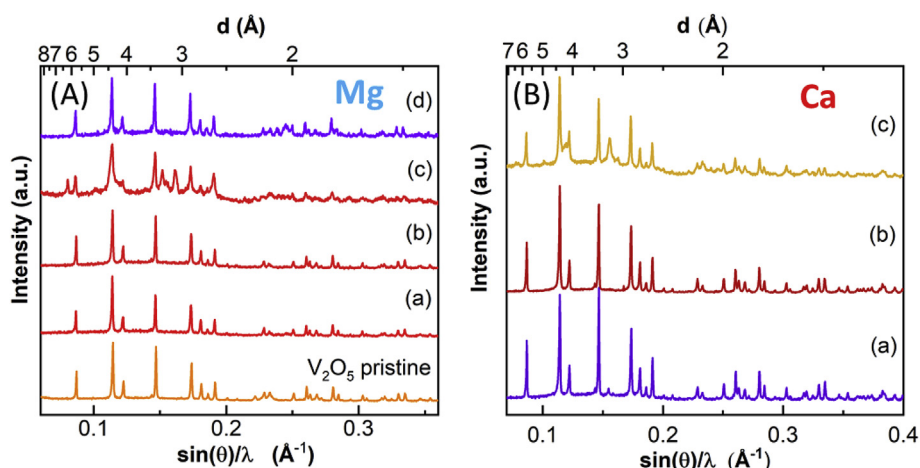 d (Å)
8 7 6 5 4 3 2
(A) Mg
(d)
(c)
(b)
(a)
V₂O₅ pristine
Intensity (a.u.)
0.1 0.2 0.3
sin(θ)/λ (Å⁻¹)
d (Å)
7 6 5 4 3 2
(B) Ca
(c)
(b)
(a)
Intensity (a.u.)
0.1 0.2 0.3 0.4
sin(θ)/λ (Å⁻¹)